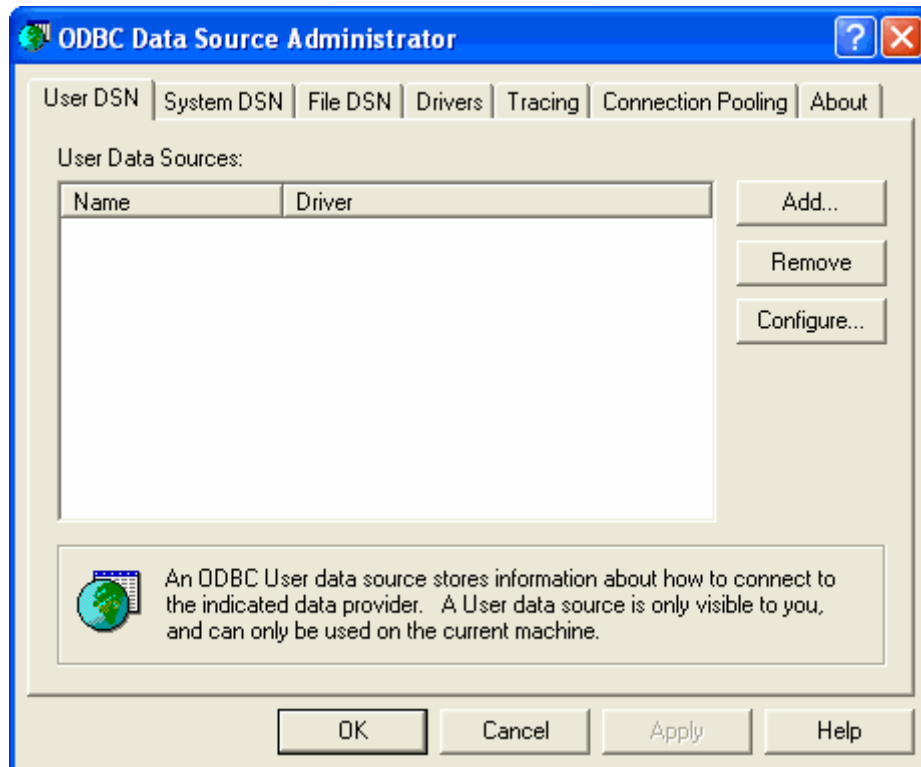 ODBC Data Source Administrator
User DSN System DSN File DSN Drivers Tracing Connection Pooling About
User Data Sources:
Name Driver
Add...
Remove
Configure...
An ODBC User data source stores information about how to connect to
the indicated data provider. A User data source is only visible to you,
and can only be used on the current machine.
OK Cancel Apply Help